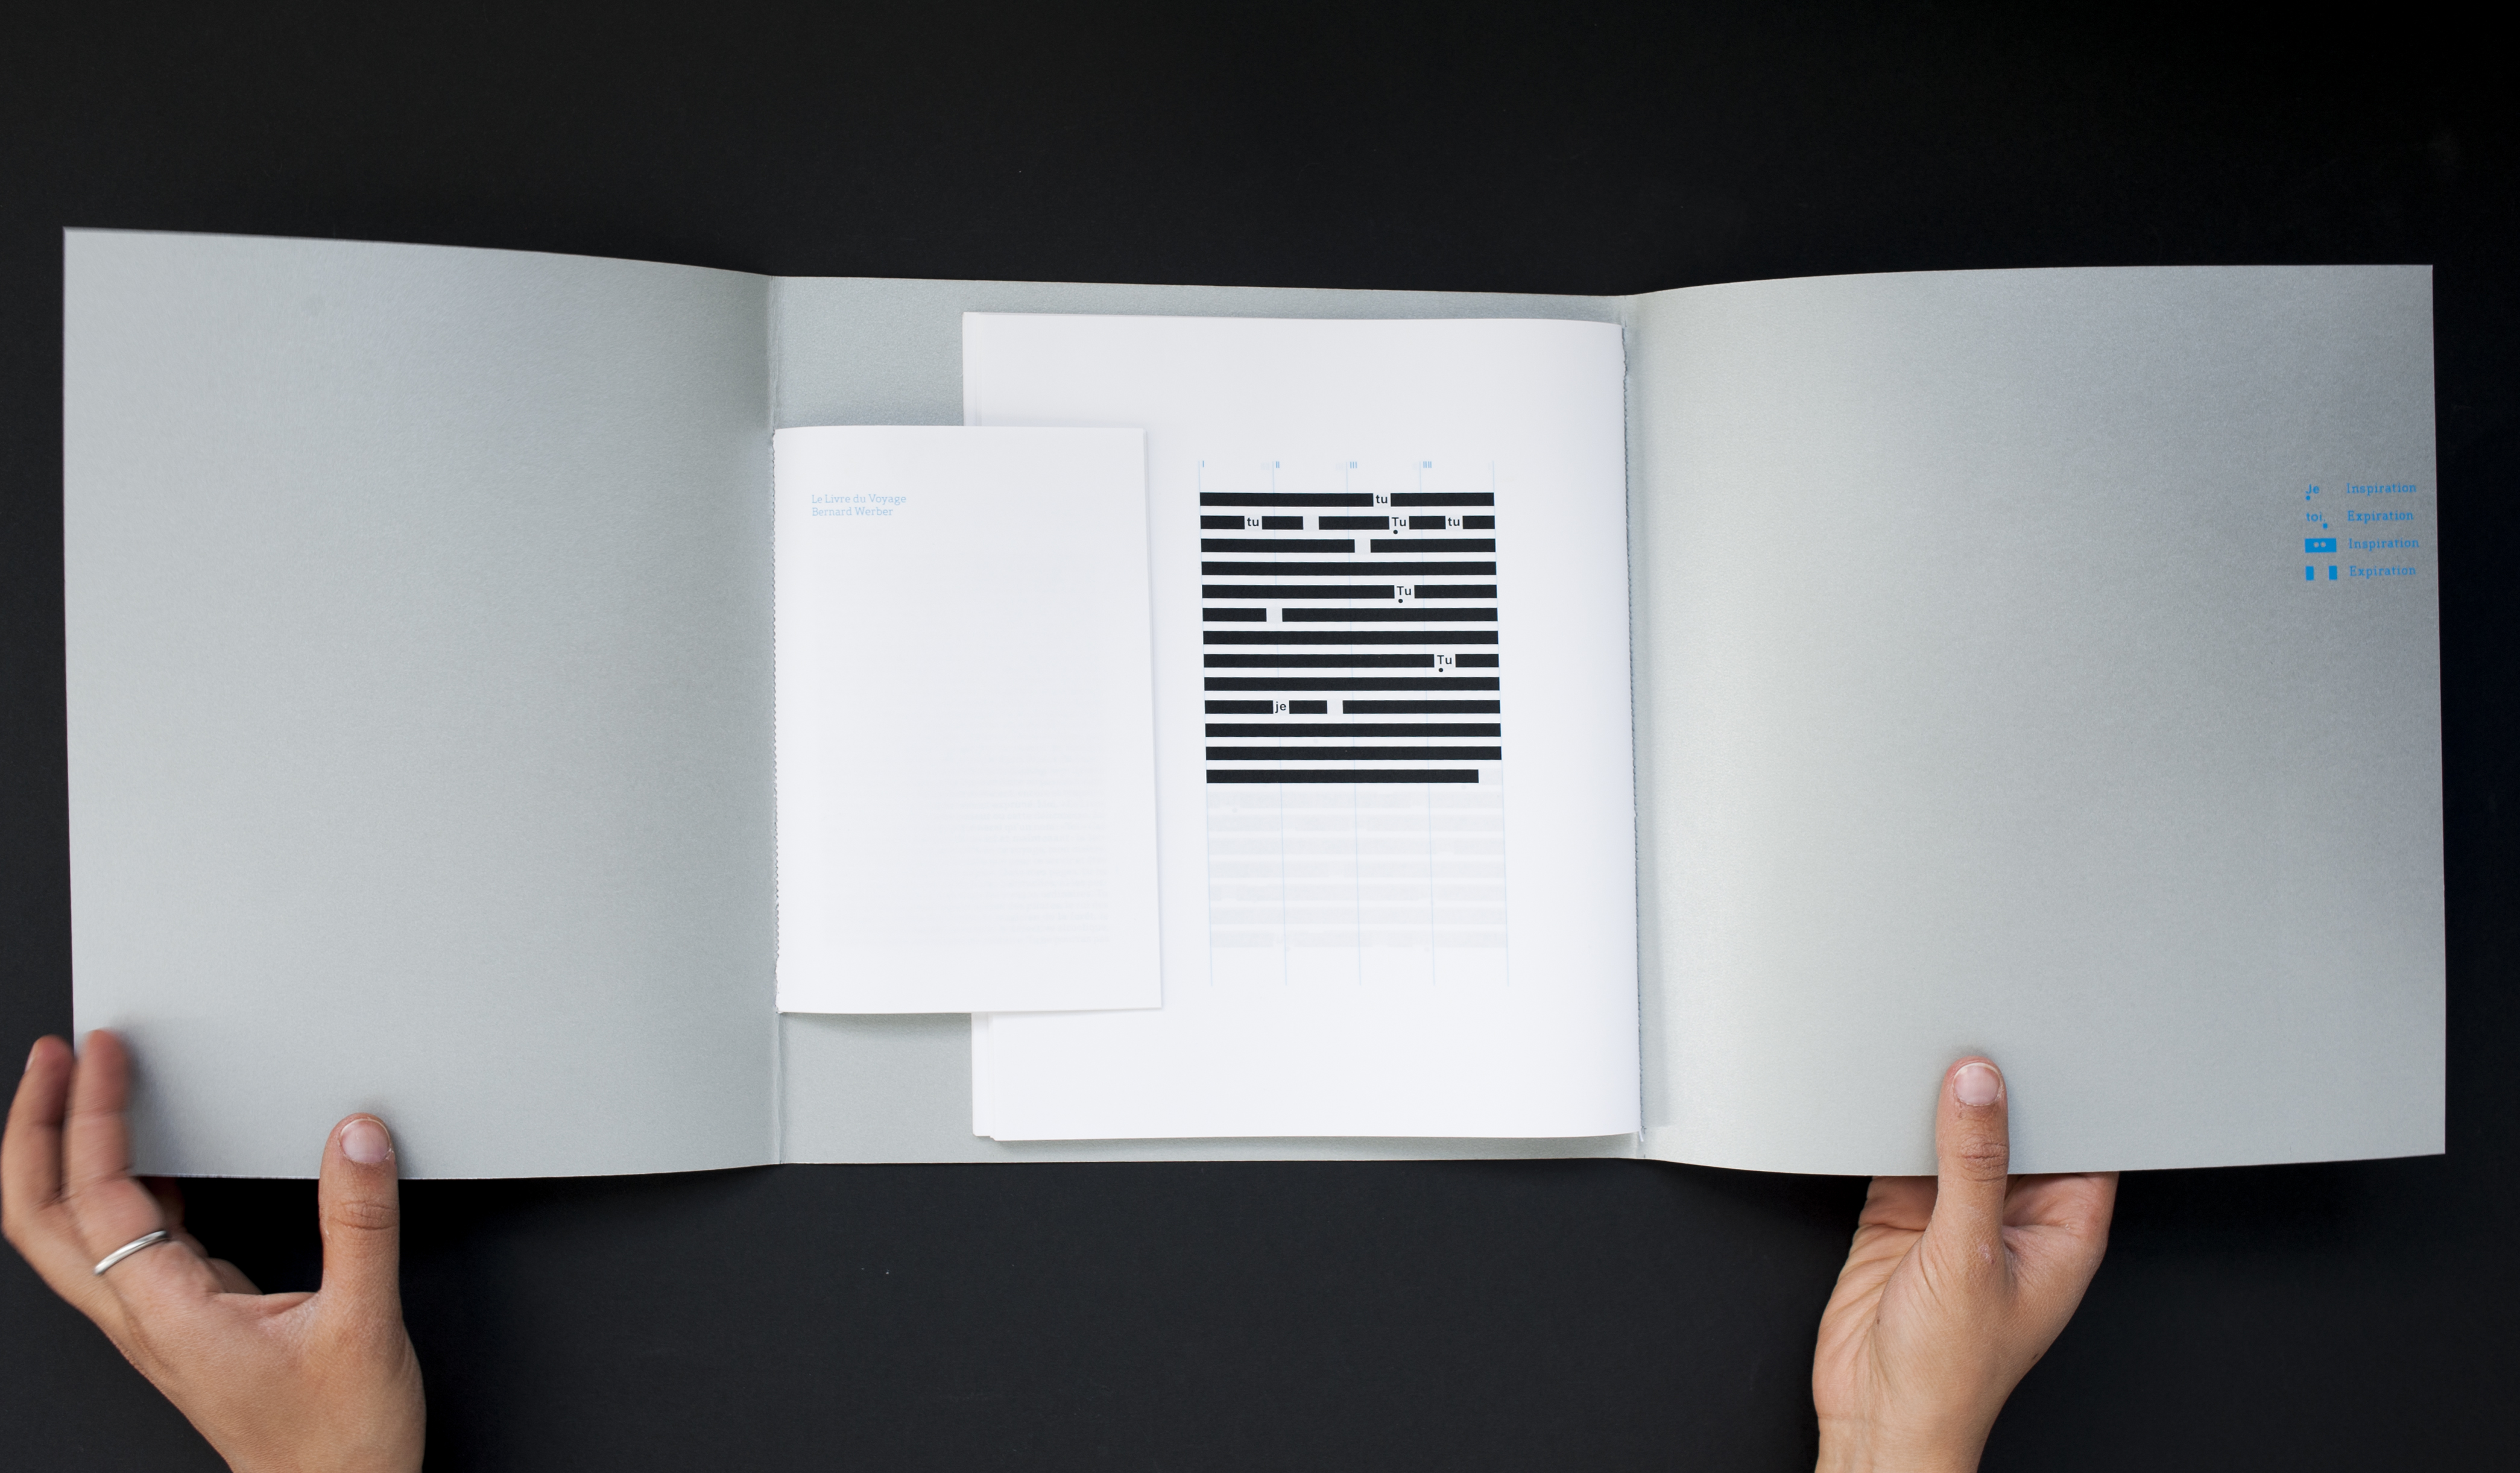 Le Livre du Voyage
Bernard Werber
I II III IIII
tu
tu Tu tu
Tu
Tu
je
Je Inspiration
toi Expiration
Inspiration
Expiration